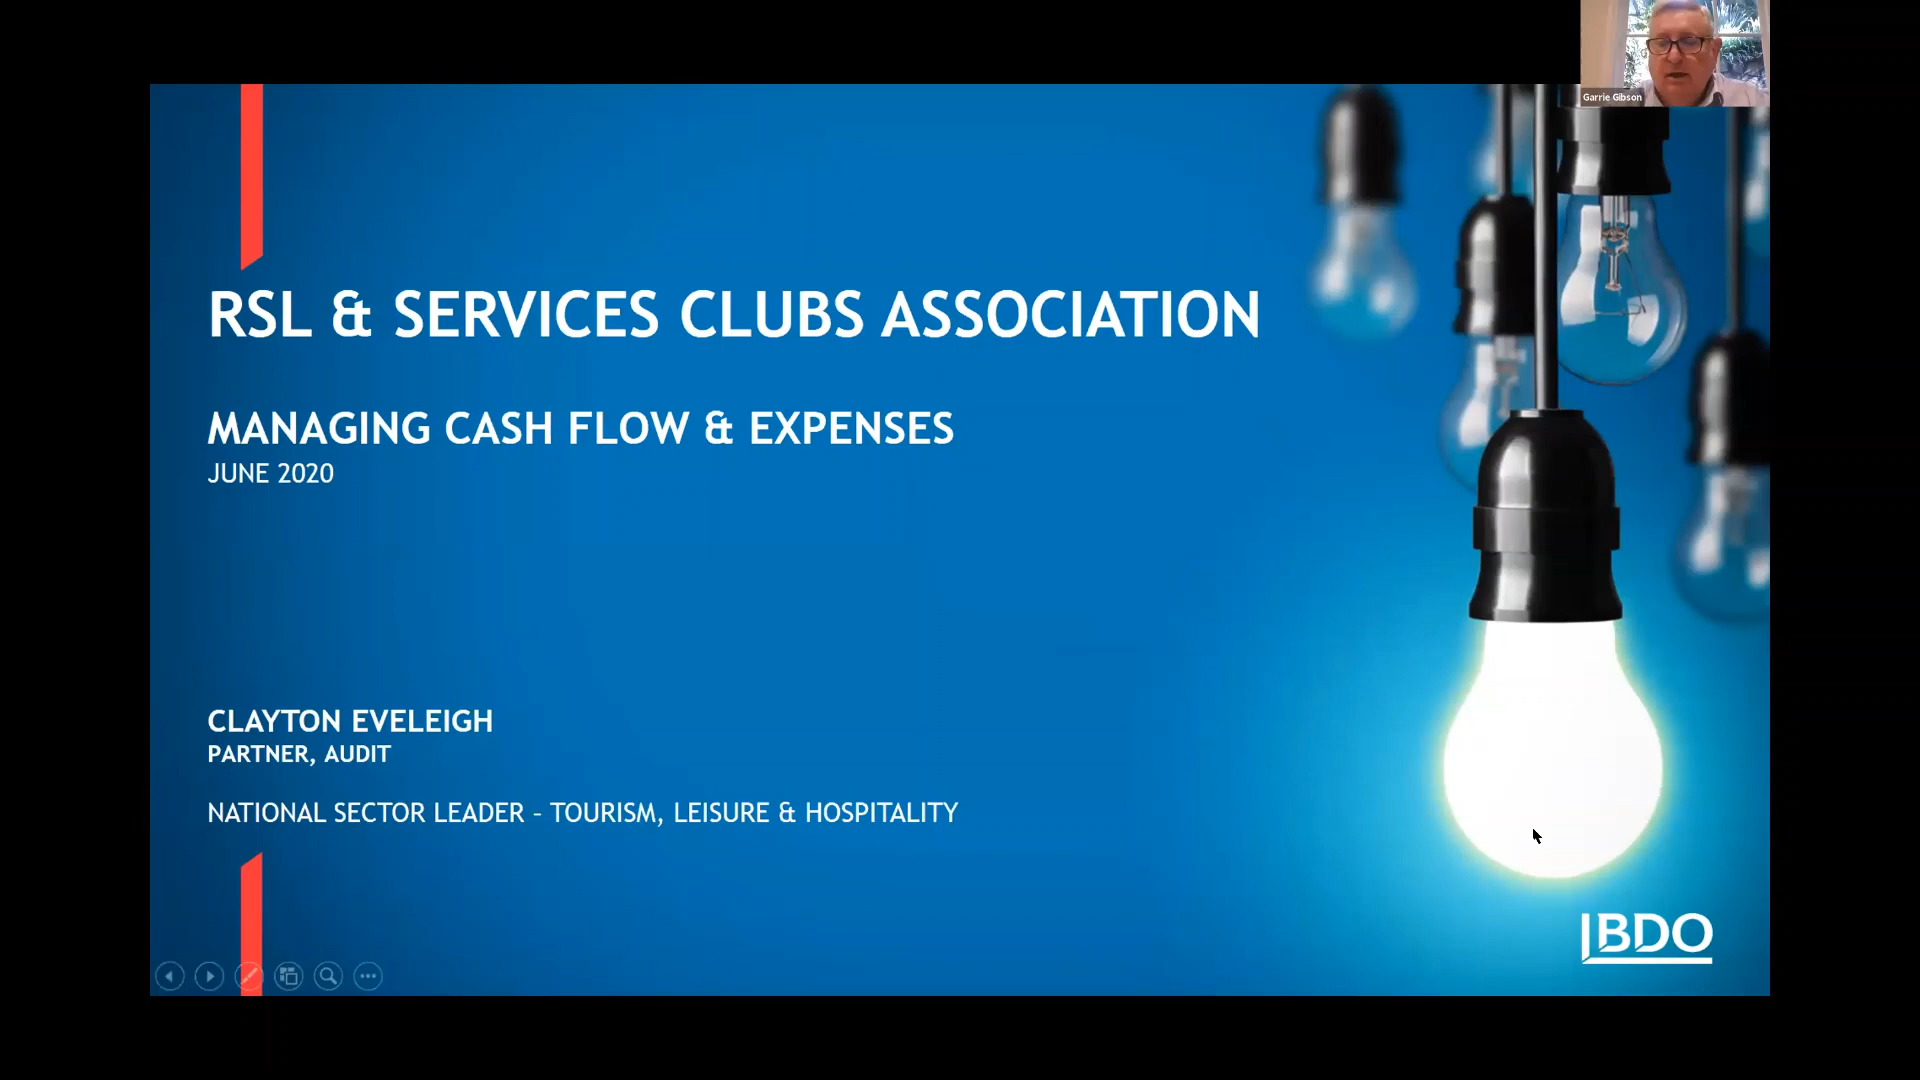 Garrie Gibson
RSL & SERVICES CLUBS ASSOCIATION
MANAGING CASH FLOW & EXPENSES
JUNE 2020
CLAYTON EVELEIGH
PARTNER, AUDIT
NATIONAL SECTOR LEADER – TOURISM, LEISURE & HOSPITALITY
BDO